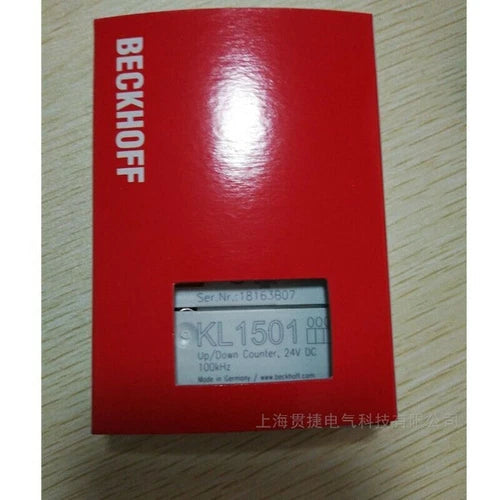 BECKHOFF
Ser.Nr.:18163B07
KL1501
Up/Down Counter, 24V DC
100kHz
Made in Germany / www.beckhoff.com
上海贯捷电气科技有限公司